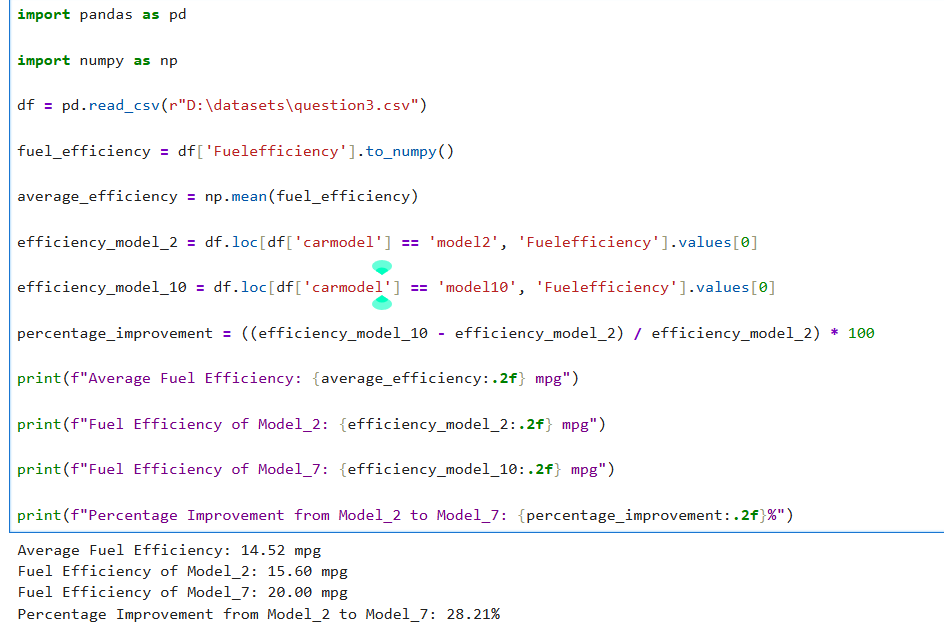 import pandas as pd
import numpy as np
df = pd.read_csv(r"D:\datasets\question3.csv")
fuel_efficiency = df['Fuelefficiency'].to_numpy()
average_efficiency = np.mean(fuel_efficiency)
efficiency_model_2 = df.loc[df['carmodel'] == 'model2', 'Fuelefficiency'].values[0]
efficiency_model_10 = df.loc[df['carmodel'] == 'model10', 'Fuelefficiency'].values[0]
percentage_improvement = ((efficiency_model_10 - efficiency_model_2) / efficiency_model_2) * 100
print(f"Average Fuel Efficiency: {average_efficiency:.2f} mpg")
print(f"Fuel Efficiency of Model_2: {efficiency_model_2:.2f} mpg")
print(f"Fuel Efficiency of Model_7: {efficiency_model_10:.2f} mpg")
print(f"Percentage Improvement from Model_2 to Model_7: {percentage_improvement:.2f}%")
Average Fuel Efficiency: 14.52 mpg
Fuel Efficiency of Model_2: 15.60 mpg
Fuel Efficiency of Model_7: 20.00 mpg
Percentage Improvement from Model_2 to Model_7: 28.21%